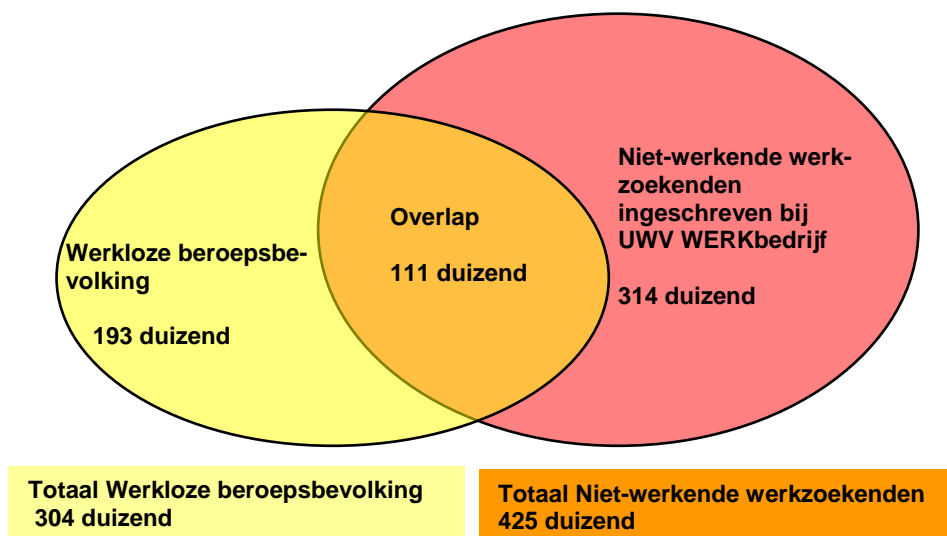 Werkloze beroepsbe-
volking
193 duizend
Overlap
111 duizend
Niet-werkende werk-
zoekenden
ingeschreven bij
UWV WERKbedrijf
314 duizend
Totaal Werkloze beroepsbevolking
304 duizend
Totaal Niet-werkende werkzoekenden
425 duizend